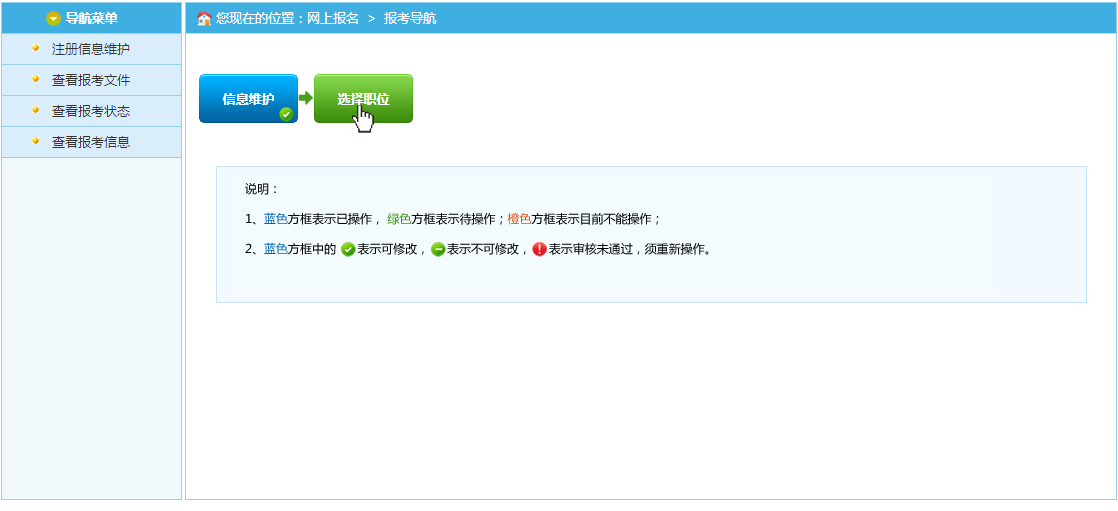 导航菜单
注册信息维护
查看报考文件
查看报考状态
查看报考信息
您现在的位置：网上报名 > 报考导航
信息维护
选择职位
说明：
1、蓝色方框表示已操作，绿色方框表示待操作；橙色方框表示目前不能操作；
2、蓝色方框中的 表示可修改， 表示不可修改， 表示审核未通过，须重新操作。